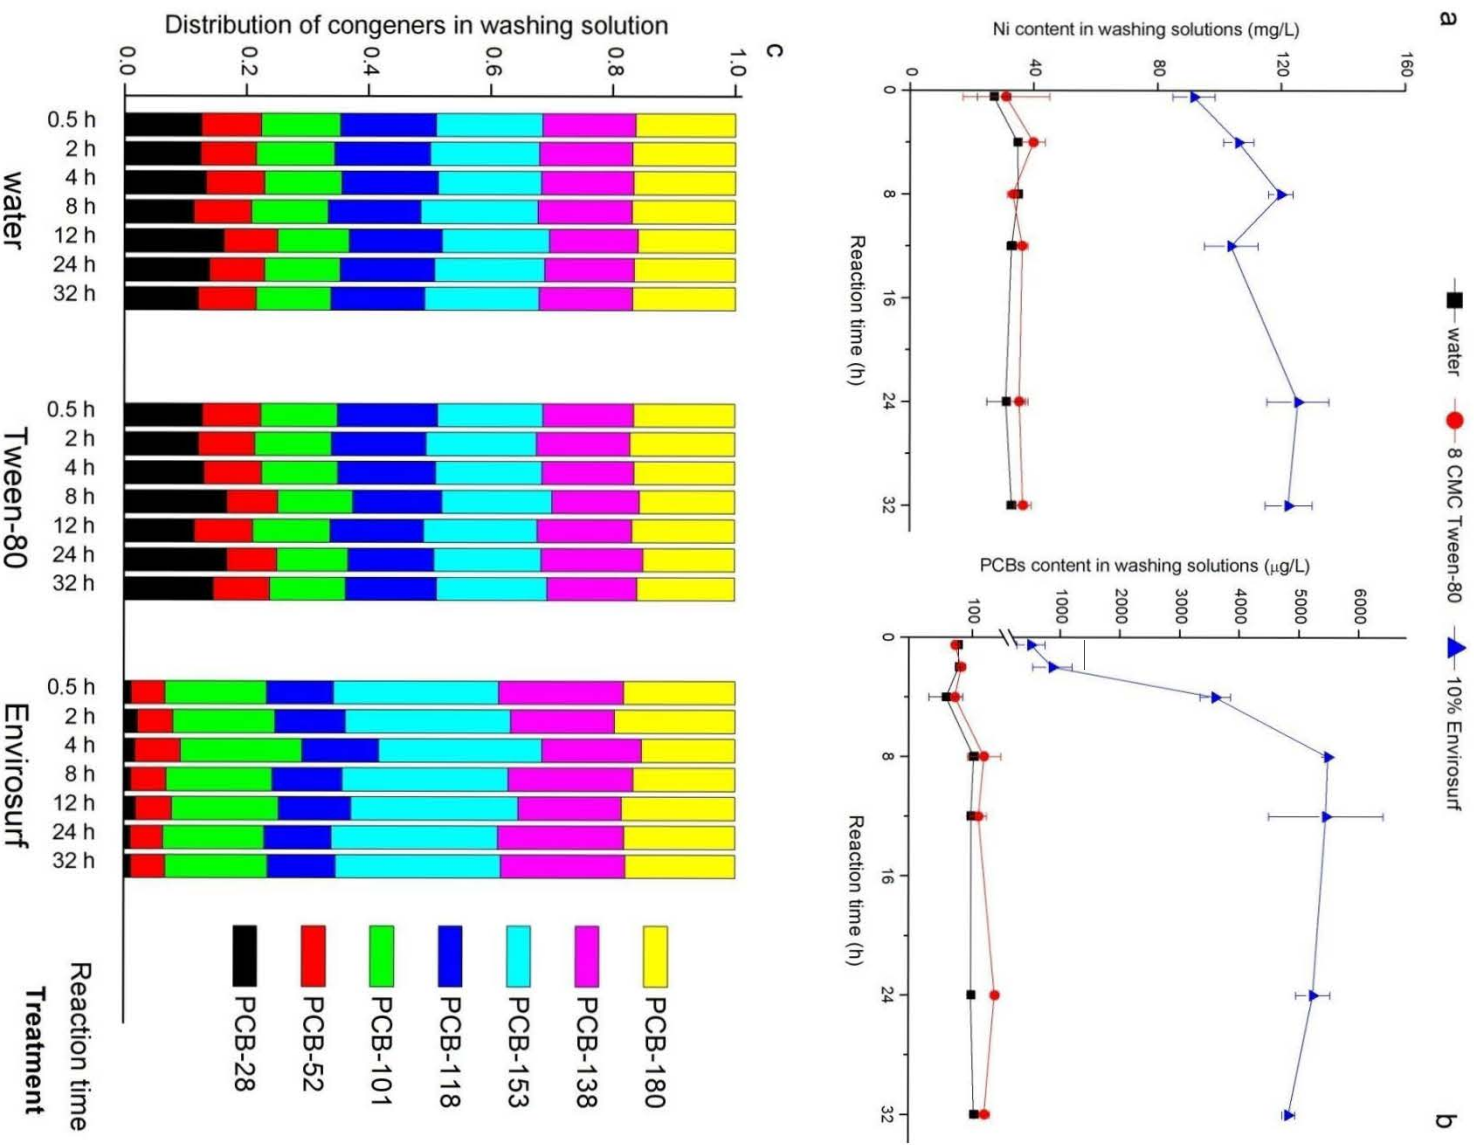 a
water
8 CMC Tween-80
10% Envirosurf
Ni content in washing solutions (mg/L)
0
40
80
120
160
0
8
16
24
32
Reaction time (h)
b
PCBs content in washing solutions (μg/L)
100
1000
2000
3000
4000
5000
6000
0
8
16
24
32
Reaction time (h)
c
Distribution of congeners in washing solution
0.0
0.2
0.4
0.6
0.8
1.0
0.5 h
2 h
4 h
8 h
12 h
24 h
32 h
water
0.5 h
2 h
4 h
8 h
12 h
24 h
32 h
Tween-80
0.5 h
2 h
4 h
8 h
12 h
24 h
32 h
Envirosurf
PCB-180
PCB-138
PCB-153
PCB-118
PCB-101
PCB-52
PCB-28
Reaction time
Treatment